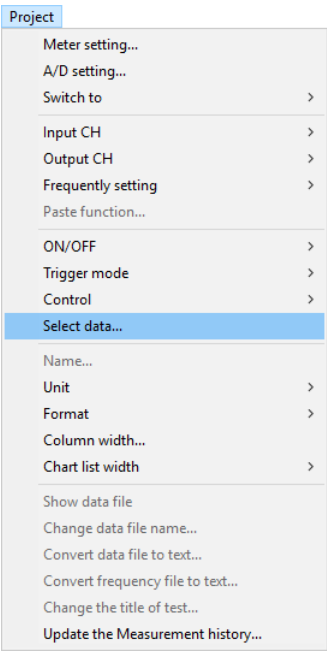 Project
Meter setting...
A/D setting...
Switch to
Input CH
Output CH
Frequently setting
Paste function...
ON/OFF
Trigger mode
Control
Select data...
Name...
Unit
Format
Column width...
Chart list width
Show data file
Change data file name...
Convert data file to text...
Convert frequency file to text...
Change the title of test...
Update the Measurement history...